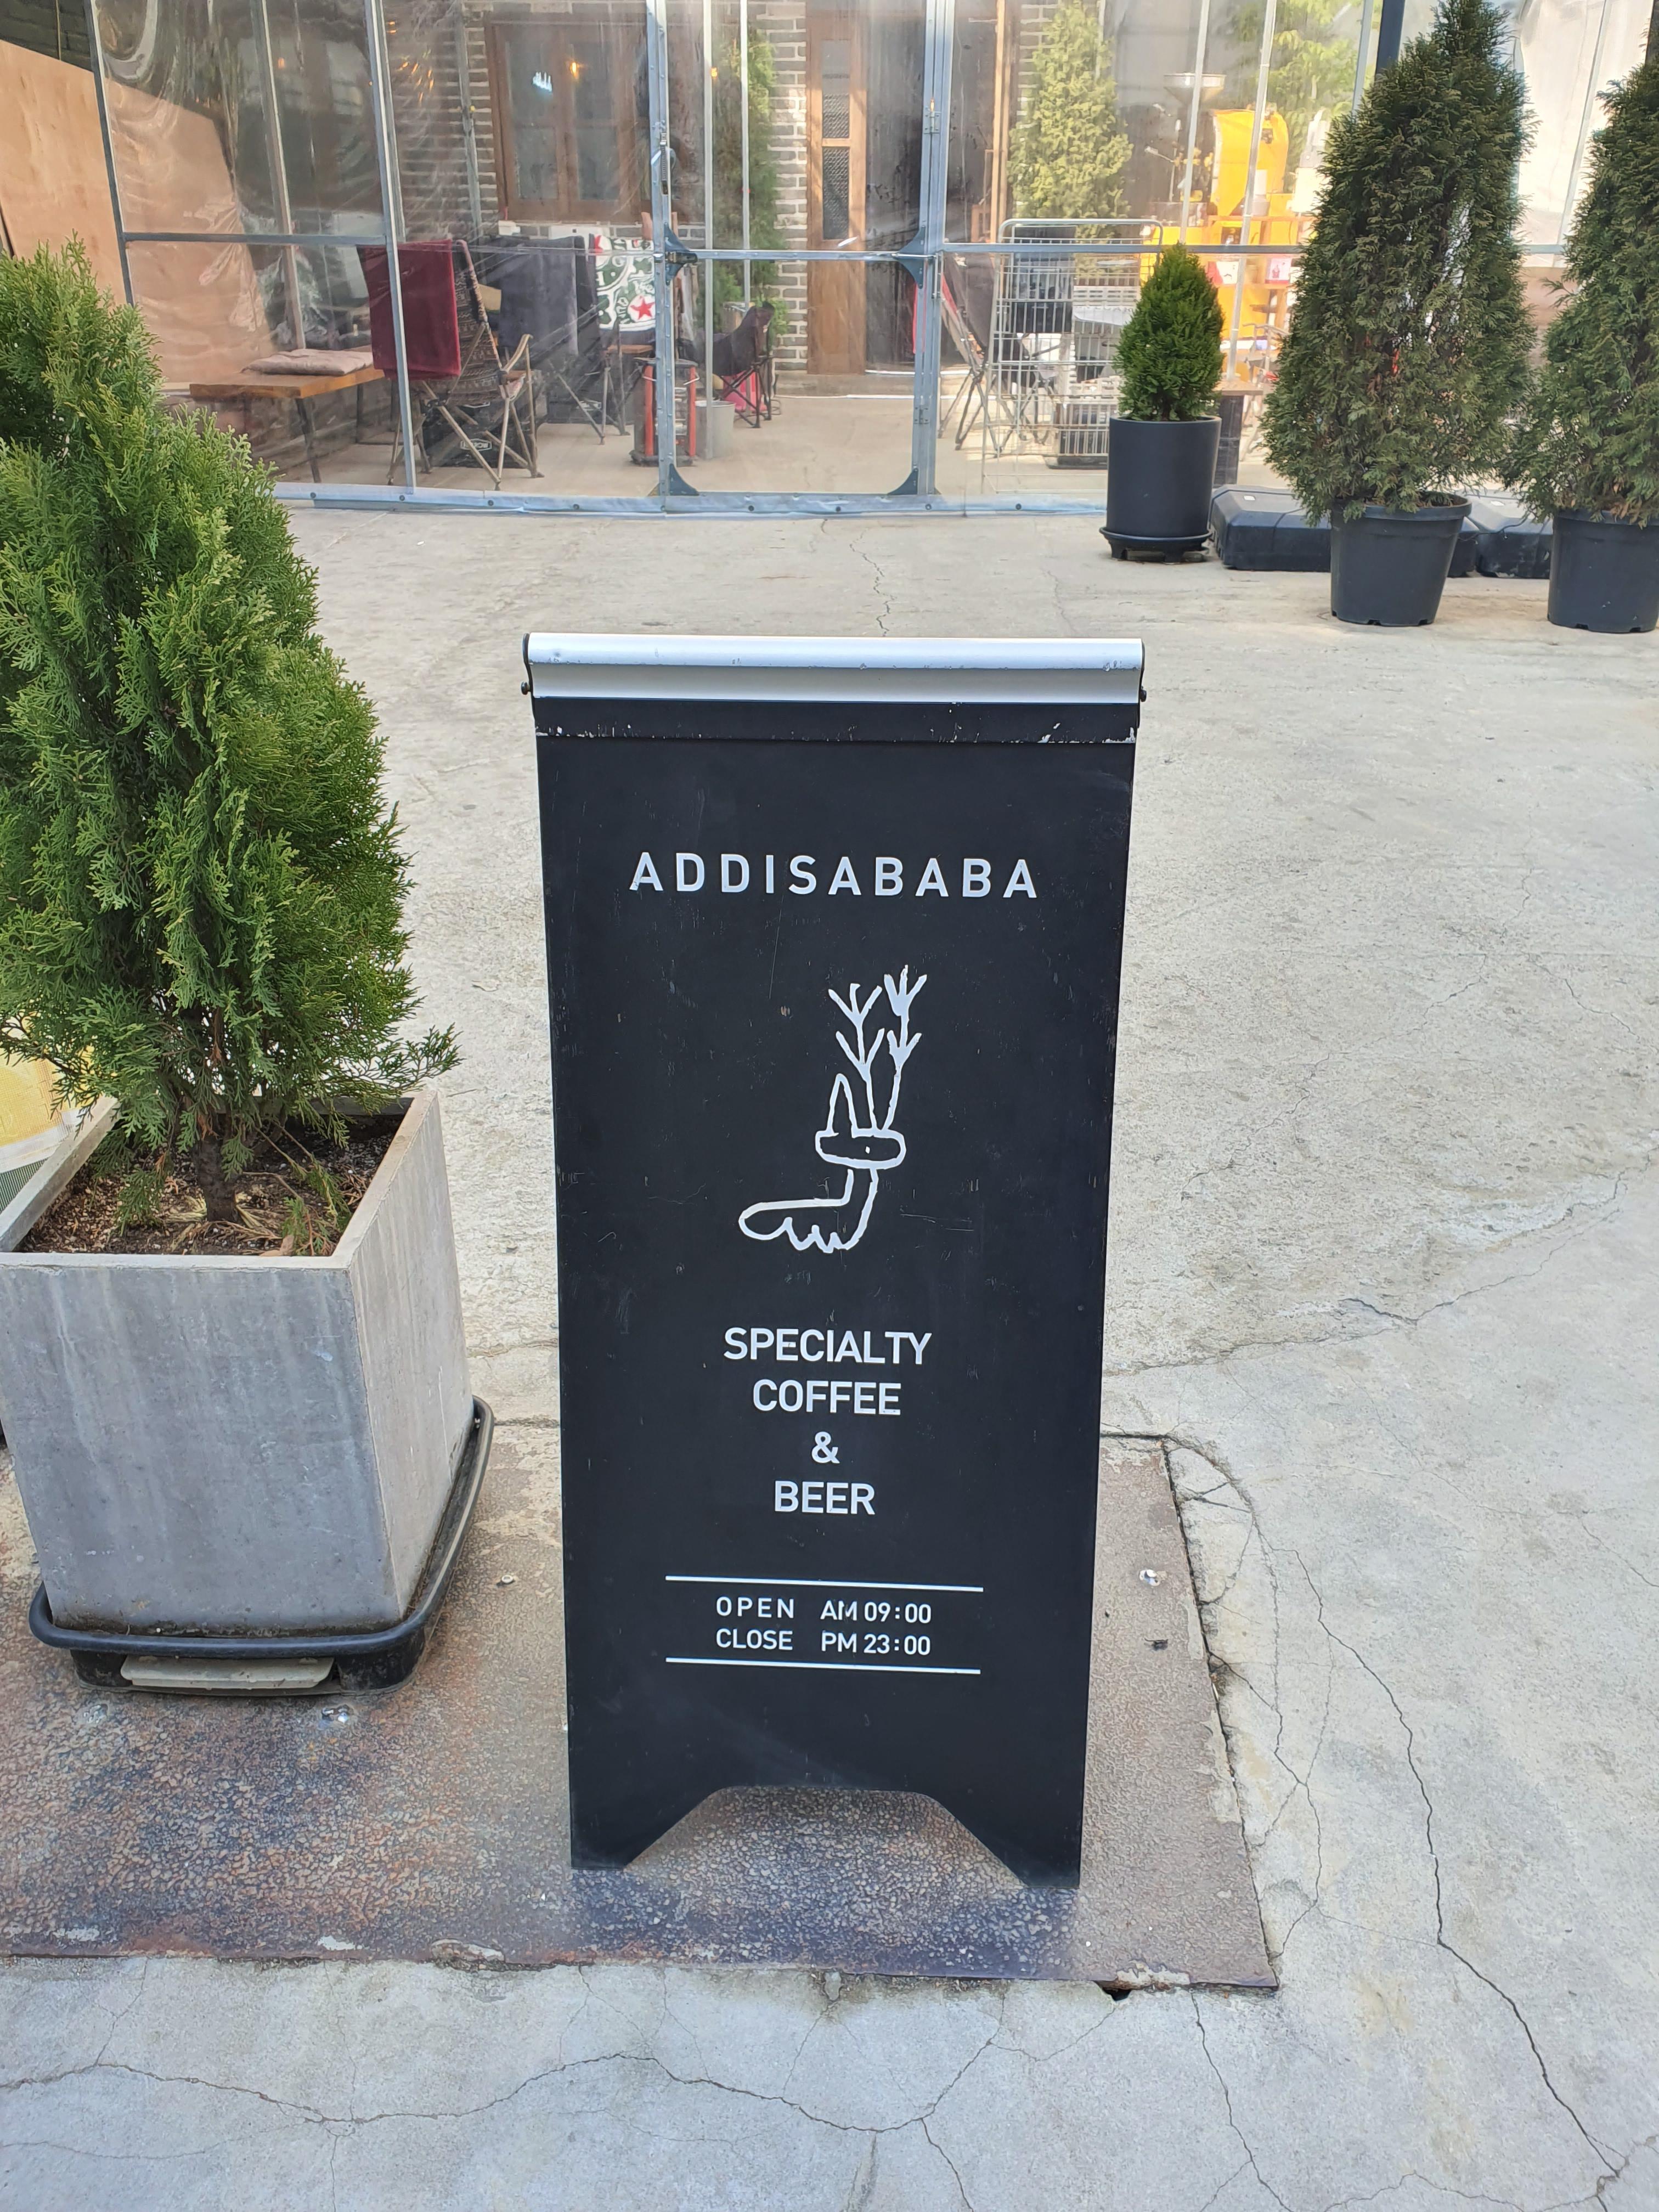 ADDISABABA
SPECIALTY
COFFEE
&
BEER
OPEN AM 09:00
CLOSE PM 23:00